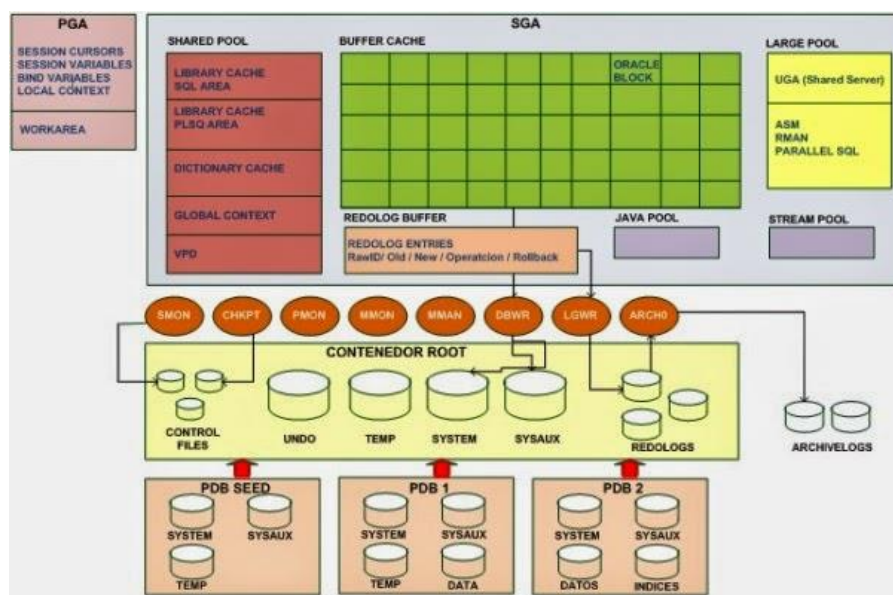 PGA
SESSION CURSORS
SESSION VARIABLES
BIND VARIABLES
LOCAL CONTEXT
WORKAREA
SGA
SHARED POOL
LIBRARY CACHE
SQL AREA
LIBRARY CACHE
PLSQ AREA
DICTIONARY CACHE
GLOBAL CONTEXT
VPD
BUFFER CACHE
ORACLE
BLOCK
LARGE POOL
UGA (Shared Server)
ASM
RMAN
PARALLEL SQL
REDOLOG BUFFER
REDOLOG ENTRIES
RawID/ Old / New / Operatcion / Rollback
JAVA POOL
STREAM POOL
SMON
CHKPT
PMON
MMON
MMAN
DBWR
LGWR
ARCH0
CONTENEDOR ROOT
CONTROL
FILES
UNDO
TEMP
SYSTEM
SYSAUX
REDOLOGS
ARCHIVELOGS
PDB SEED
SYSTEM
SYSAUX
TEMP
PDB 1
SYSTEM
SYSAUX
TEMP
DATA
PDB 2
SYSTEM
SYSAUX
DATOS
INDICES